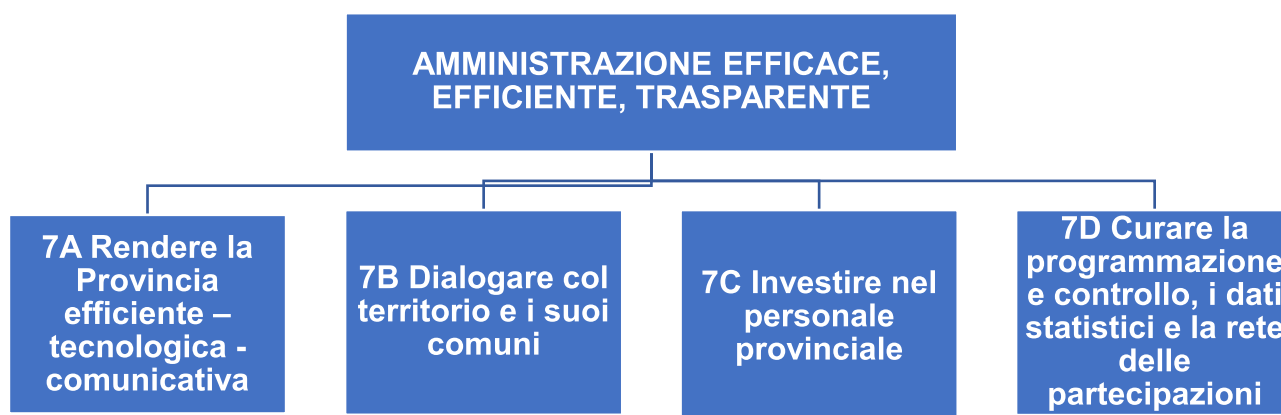 AMMINISTRAZIONE EFFICACE,
EFFICIENTE, TRASPARENTE
7A Rendere la
Provincia
efficiente –
tecnologica -
comunicativa
7B Dialogare col
territorio e i suoi
comuni
7C Investire nel
personale
provinciale
7D Curare la
programmazione
e controllo, i dati
statistici e la rete
delle
partecipazioni